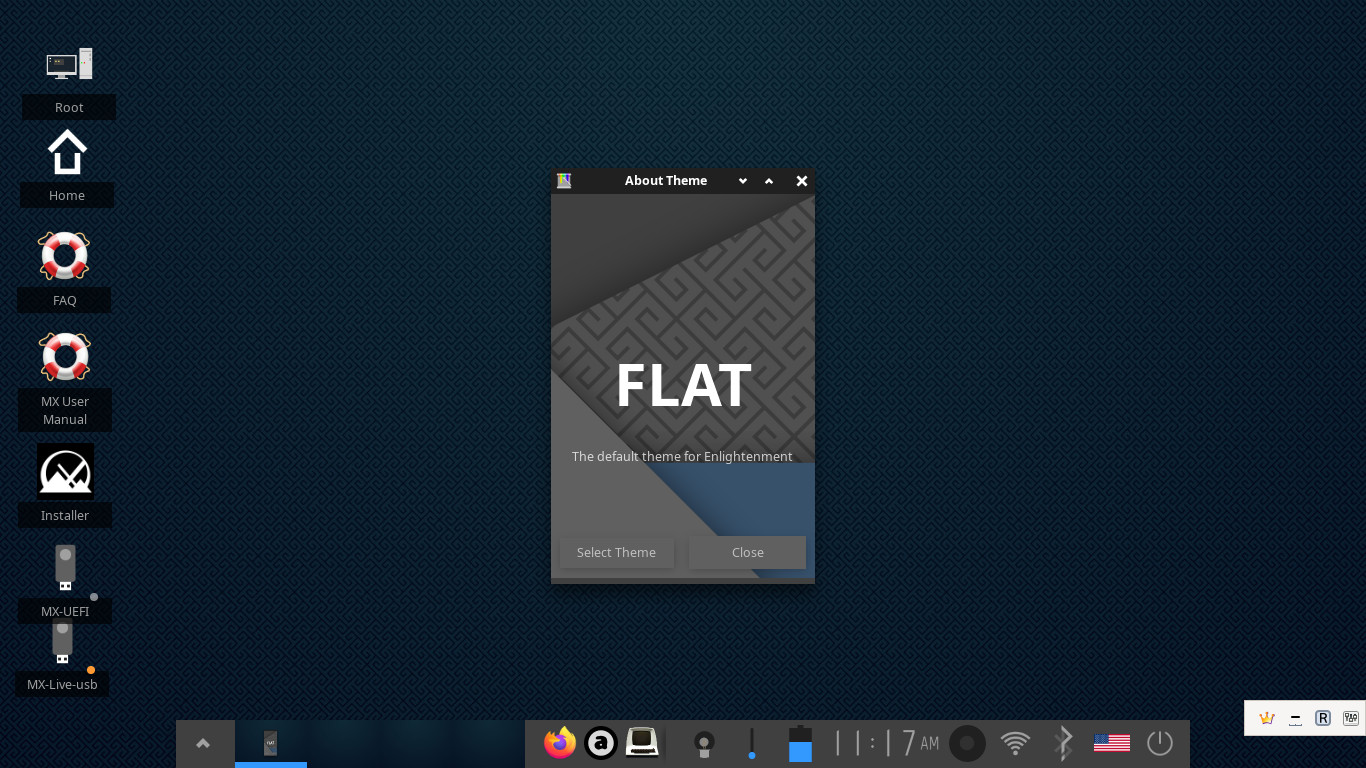 Root
Home
FAQ
MX User
Manual
Installer
MX-UEFI
MX-Live-usb
About Theme
FLAT
The default theme for Enlightenment
Select Theme
Close
a
11:17 AM
R